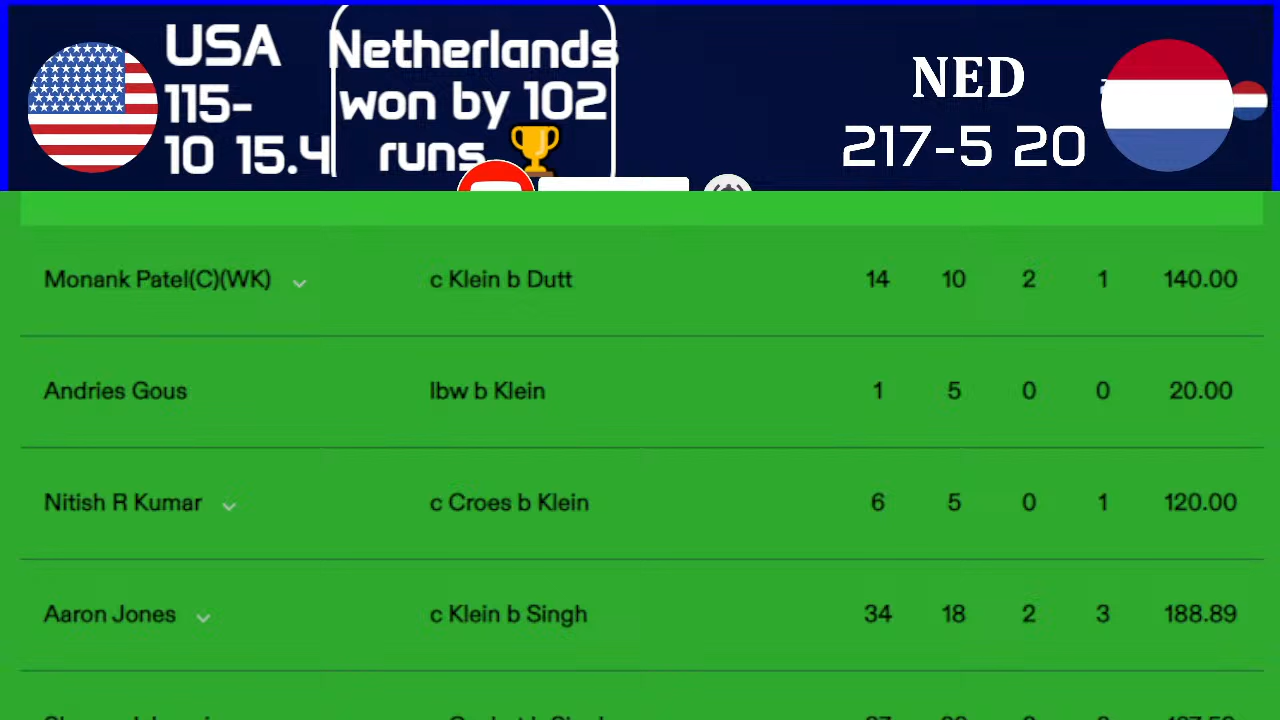 USA
115-
10 15.4
Netherlands
won by 102
runs
NED
217-5 20
Monank Patel(C)(WK) c Klein b Dutt 14 10 2 1 140.00
Andries Gous lbw b Klein 1 5 0 0 20.00
Nitish R Kumar c Croes b Klein 6 5 0 1 120.00
Aaron Jones c Klein b Singh 34 18 2 3 188.89